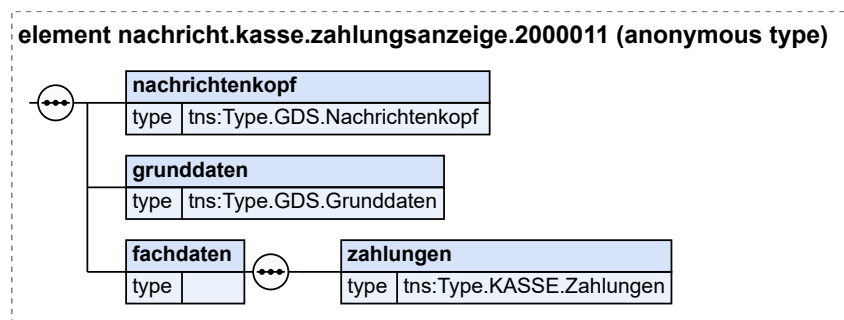 element nachricht.kasse.zahlungsanzeige.2000011 (anonymous type)
nachrichtenkopf
type tns:Type.GDS.Nachrichtenkopf
grunddaten
type tns:Type.GDS.Grunddaten
fachdaten
type
zahlungen
type tns:Type.KASSE.Zahlungen